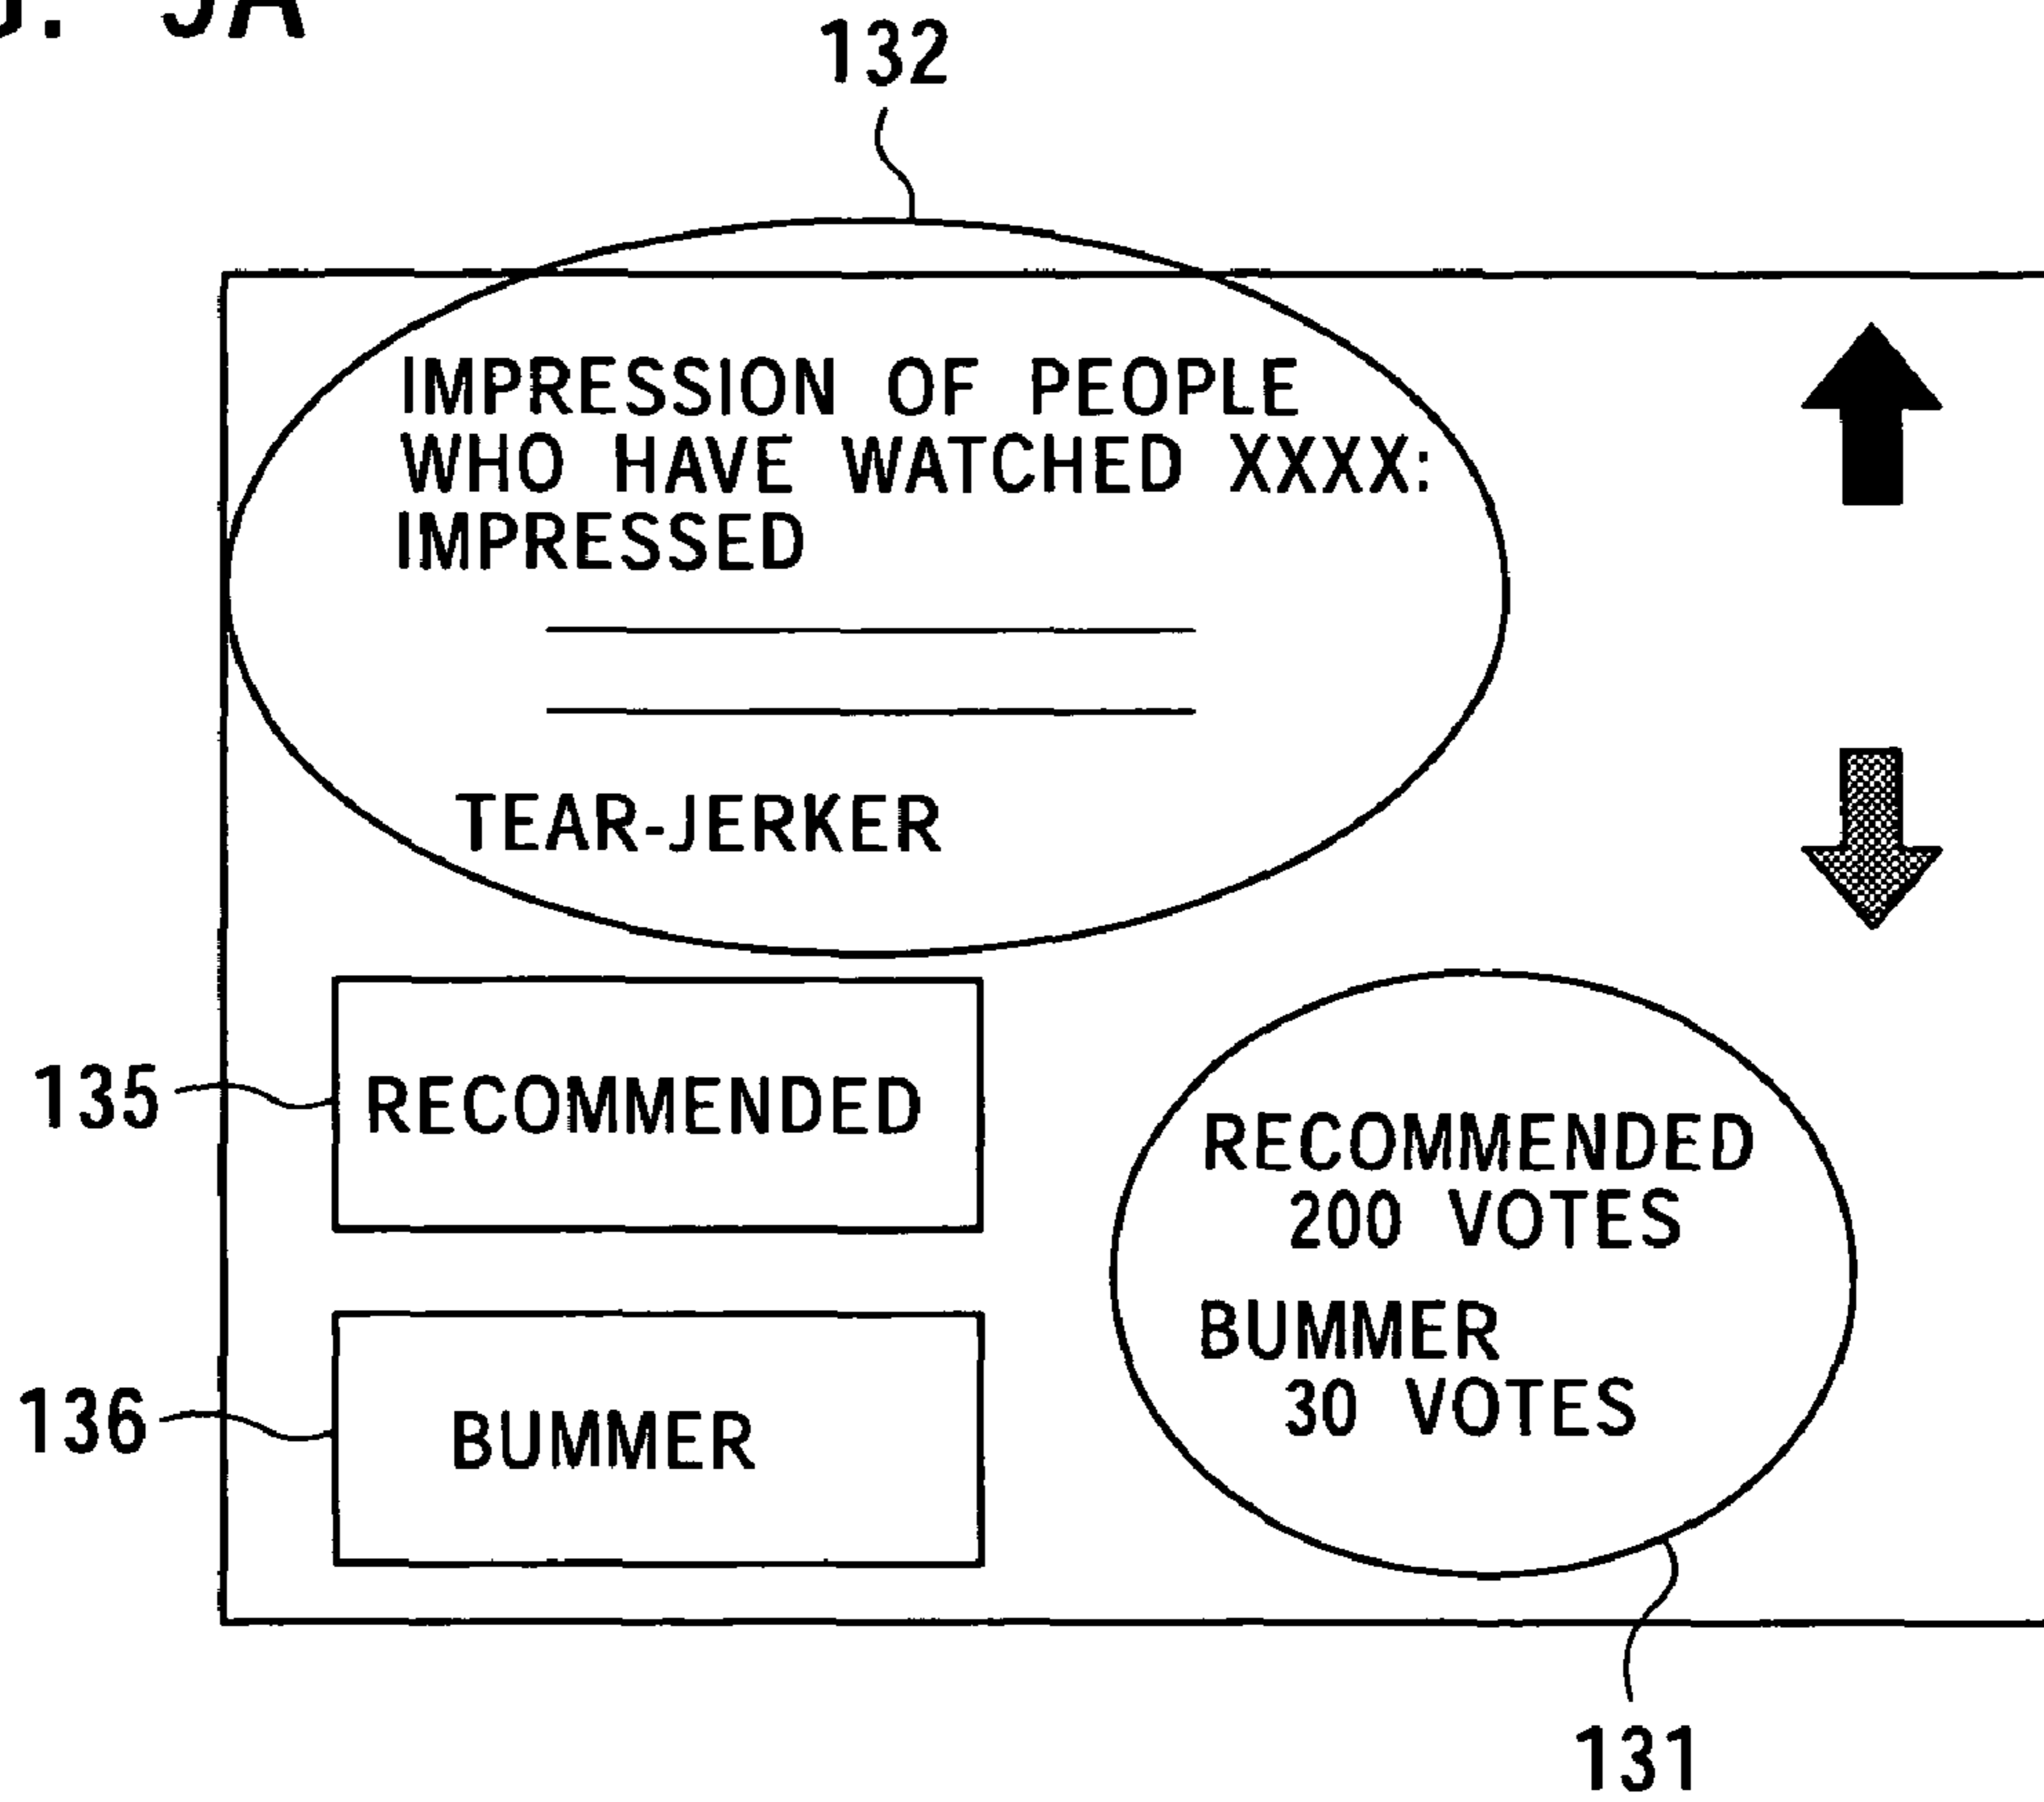 132
IMPRESSION OF PEOPLE
WHO HAVE WATCHED XXXX:
IMPRESSED
TEAR-JERKER
135
RECOMMENDED
RECOMMENDED
200 VOTES
BUMMER
30 VOTES
136
BUMMER
131